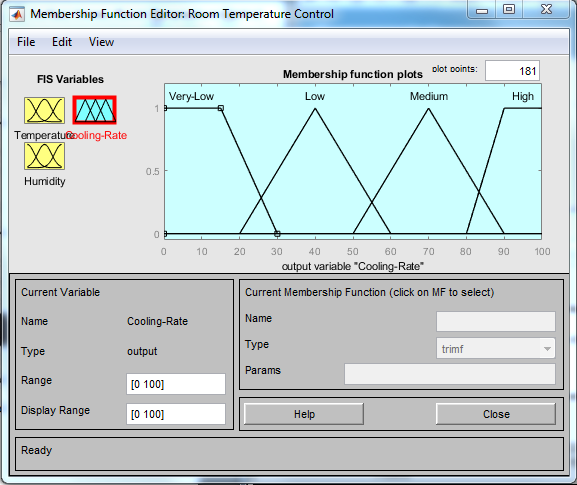 Membership Function Editor: Room Temperature Control
File Edit View
FIS Variables
Temperature
Cooling-Rate
Humidity
Membership function plots
plot points:
181
Very-Low
Low
Medium
High
1
0.5
0
0 10 20 30 40 50 60 70 80 90 100
output variable "Cooling-Rate"
Current Variable
Name Cooling-Rate
Type output
Range [0 100]
Display Range [0 100]
Current Membership Function (click on MF to select)
Name
Type trimf
Params
Help Close
Ready